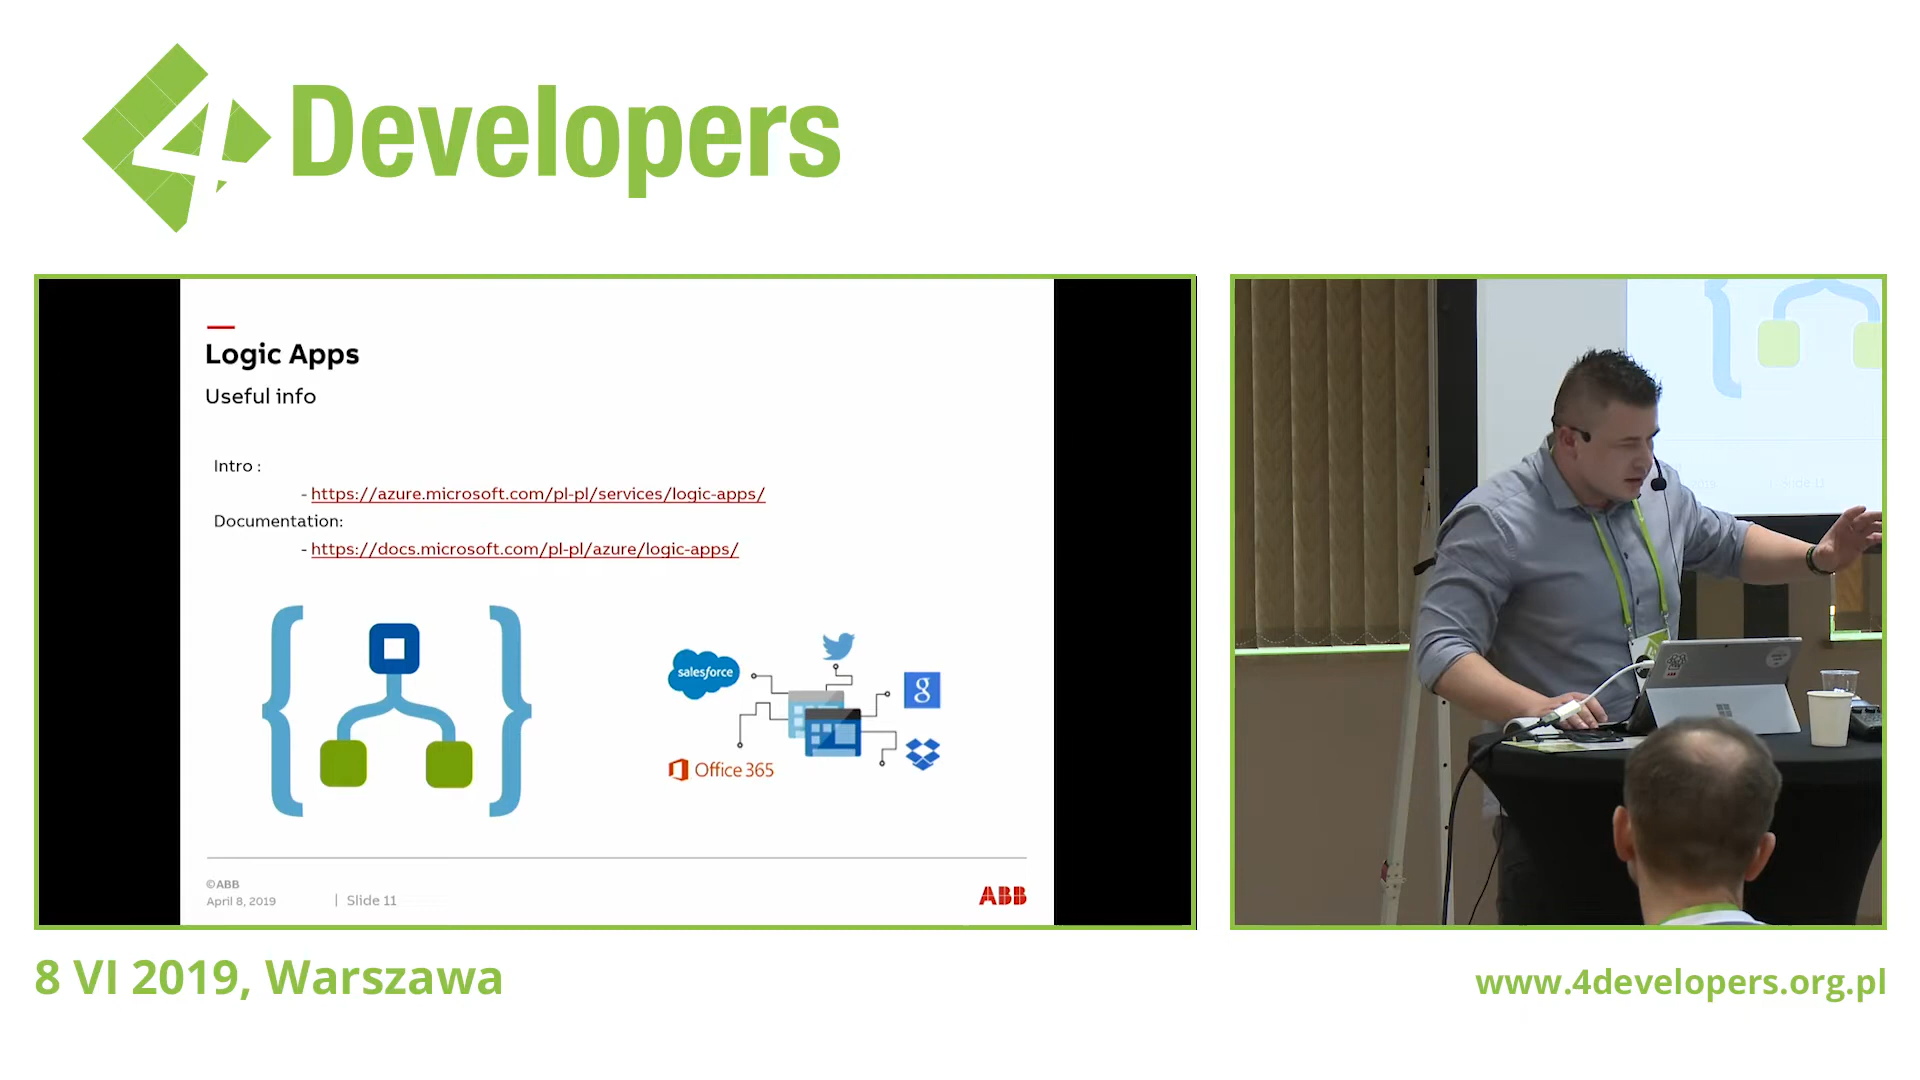 4Developers
Logic Apps
Useful info
Intro :
- https://azure.microsoft.com/pl-pl/services/logic-apps/
Documentation:
- https://docs.microsoft.com/pl-pl/azure/logic-apps/
salesforce
g
Office 365
©ABB
April 8, 2019 | Slide 11
ABB
Slide 11
8 VI 2019, Warszawa
www.4developers.org.pl